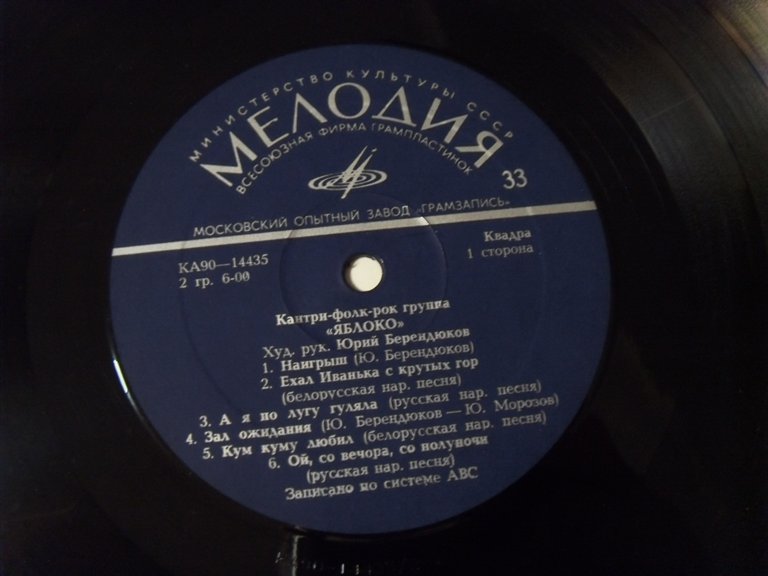 МИНИСТЕРСТВО КУЛЬТУРЫ СССР
МЕЛОДИЯ
ВСЕСОЮЗНАЯ ФИРМА ГРАМПЛАСТИНОК
33
МОСКОВСКИЙ ОПЫТНЫЙ ЗАВОД «ГРАМЗАПИСЬ»
КА90—14435
2 гр. 6-00
Квадра
1 сторона
Кантри-фолк-рок группа
«ЯБЛОКО»
Худ. рук. Юрий Берендюков
1. Наигрыш (Ю. Берендюков)
2. Ехал Иванька с крутых гор
(белорусская нар. песня)
3. А я по лугу гуляла (русская нар. песня)
4. Зал ожидания (Ю. Берендюков — Ю. Морозов)
5. Кум куму любил (белорусская нар. песня)
6. Ой, со вечора, со полуночи
(русская нар. песня)
Записано по системе АВС